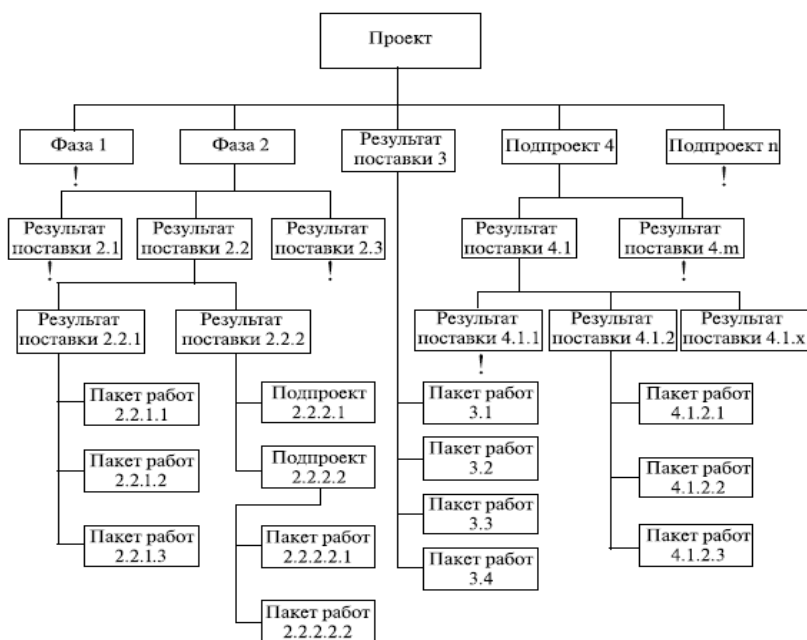 Проект
Фаза 1
Фаза 2
Результат
поставки 3
Подпроект 4
Подпроект n
!
!
Результат
поставки 2.1
Результат
поставки 2.2
Результат
поставки 2.3
Результат
поставки 4.1
Результат
поставки 4.m
!
!
!
Результат
поставки 2.2.1
Результат
поставки 2.2.2
Результат
поставки 4.1.1
Результат
поставки 4.1.2
Результат
поставки 4.1.x
!
Пакет работ
2.2.1.1
Подпроект
2.2.2.1
Пакет работ
3.1
Пакет работ
4.1.2.1
Пакет работ
2.2.1.2
Подпроект
2.2.2.2
Пакет работ
3.2
Пакет работ
4.1.2.2
Пакет работ
2.2.1.3
Пакет работ
2.2.2.2.1
Пакет работ
3.3
Пакет работ
4.1.2.3
Пакет работ
3.4
Пакет работ
2.2.2.2.2